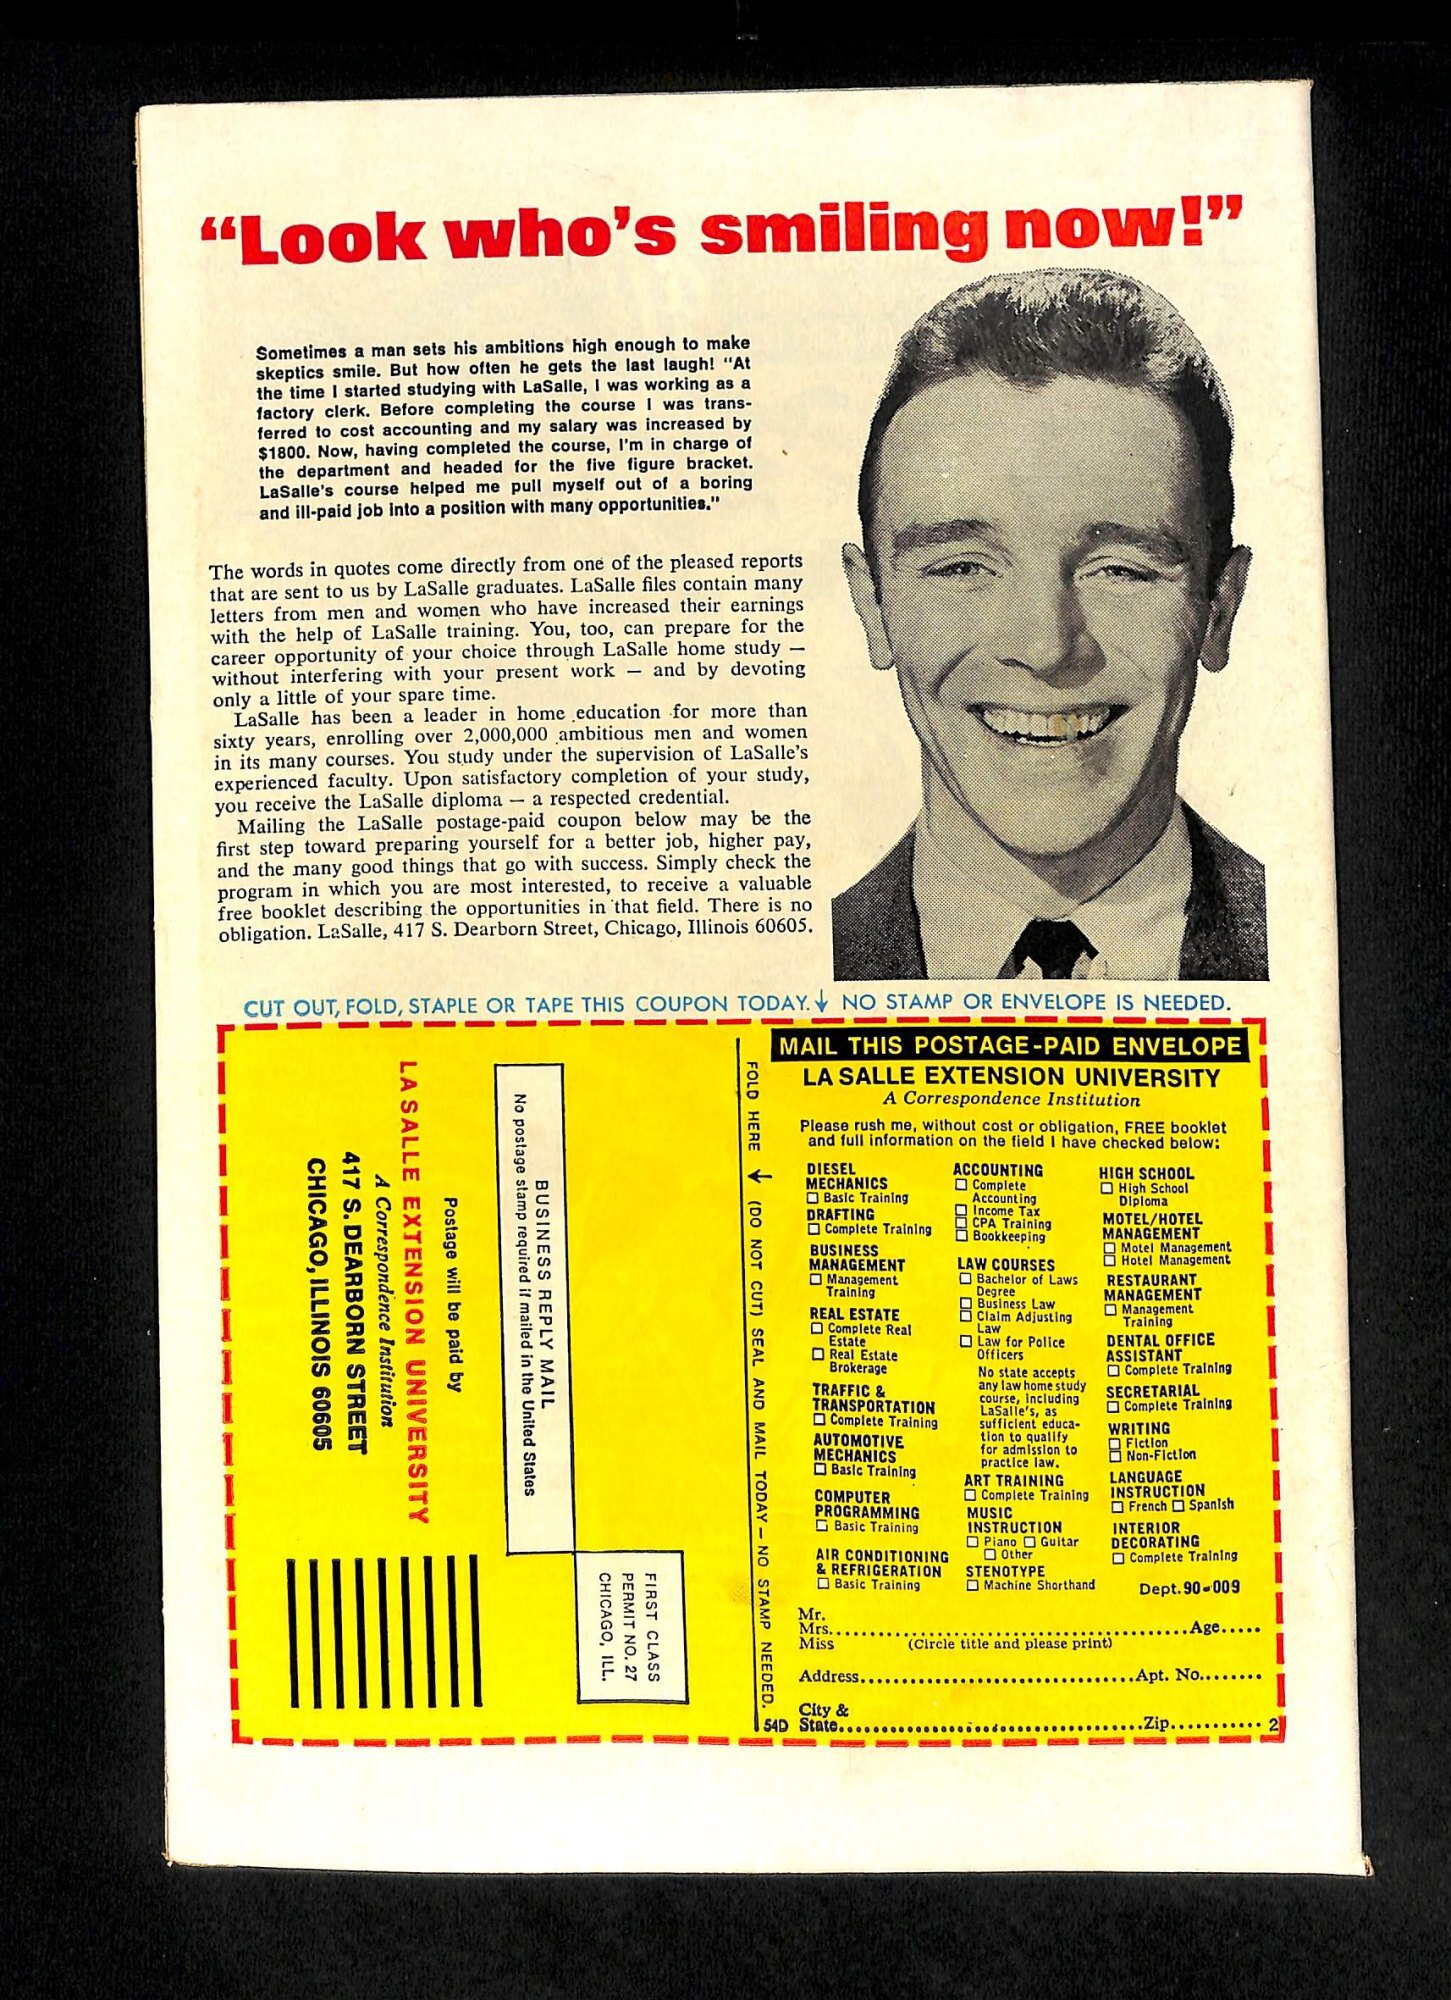 “Look who’s smiling now!”
Sometimes a man sets his ambitions high enough to make
skeptics smile. But how often he gets the last laugh! “At
the time I started studying with LaSalle, I was working as a
factory clerk. Before completing the course I was trans-
ferred to cost accounting and my salary was increased by
$1800. Now, having completed the course, I’m in charge of
the department and headed for the five figure bracket.
LaSalle’s course helped me pull myself out of a boring
and ill-paid job into a position with many opportunities.”
The words in quotes come directly from one of the pleased reports
that are sent to us by LaSalle graduates. LaSalle files contain many
letters from men and women who have increased their earnings
with the help of LaSalle training. You, too, can prepare for the
career opportunity of your choice through LaSalle home study —
without interfering with your present work — and by devoting
only a little of your spare time.
LaSalle has been a leader in home education for more than
sixty years, enrolling over 2,000,000 ambitious men and women
in its many courses. You study under the supervision of LaSalle’s
experienced faculty. Upon satisfactory completion of your study,
you receive the LaSalle diploma — a respected credential.
Mailing the LaSalle postage-paid coupon below may be the
first step toward preparing yourself for a better job, higher pay,
and the many good things that go with success. Simply check the
program in which you are most interested, to receive a valuable
free booklet describing the opportunities in that field. There is no
obligation. LaSalle, 417 S. Dearborn Street, Chicago, Illinois 60605.
CUT OUT, FOLD, STAPLE OR TAPE THIS COUPON TODAY.↓ NO STAMP OR ENVELOPE IS NEEDED.
FIRST CLASS
PERMIT NO. 27
CHICAGO, ILL.
BUSINESS REPLY MAIL
No postage stamp required if mailed in the United States
Postage will be paid by
LA SALLE EXTENSION UNIVERSITY
A Correspondence Institution
417 S. DEARBORN STREET
CHICAGO, ILLINOIS 60605
FOLD HERE → (DO NOT CUT) SEAL AND MAIL TODAY — NO STAMP NEEDED.
MAIL THIS POSTAGE-PAID ENVELOPE
LA SALLE EXTENSION UNIVERSITY
A Correspondence Institution
Please rush me, without cost or obligation, FREE booklet
and full information on the field I have checked below:
DIESEL
MECHANICS
☐ Basic Training
DRAFTING
☐ Complete Training
BUSINESS
MANAGEMENT
☐ Management
Training
REAL ESTATE
☐ Complete Real
Estate
☐ Real Estate
Brokerage
TRAFFIC &
TRANSPORTATION
☐ Complete Training
AUTOMOTIVE
MECHANICS
☐ Basic Training
COMPUTER
PROGRAMMING
☐ Basic Training
AIR CONDITIONING
& REFRIGERATION
☐ Basic Training
ACCOUNTING
☐ Complete
Accounting
☐ Income Tax
☐ CPA Training
☐ Bookkeeping
LAW COURSES
☐ Bachelor of Laws
Degree
☐ Business Law
☐ Claim Adjusting
Law
☐ Law for Police
Officers
No state accepts
any law home study
course, including
LaSalle’s, as
sufficient educa-
tion to qualify
for admission to
practice law.
ART TRAINING
☐ Complete Training
MUSIC
INSTRUCTION
☐ Piano ☐ Guitar
☐ Other
STENOTYPE
☐ Machine Shorthand
HIGH SCHOOL
☐ High School
Diploma
MOTEL/HOTEL
MANAGEMENT
☐ Motel Management
☐ Hotel Management
RESTAURANT
MANAGEMENT
☐ Management
Training
DENTAL OFFICE
ASSISTANT
☐ Complete Training
SECRETARIAL
☐ Complete Training
WRITING
☐ Fiction
☐ Non-Fiction
LANGUAGE
INSTRUCTION
☐ French ☐ Spanish
INTERIOR
DECORATING
☐ Complete Training
Dept. 90-009
Mr.
Mrs. Age
Miss (Circle title and please print)
Address Apt. No.
City &
54D State Zip 2